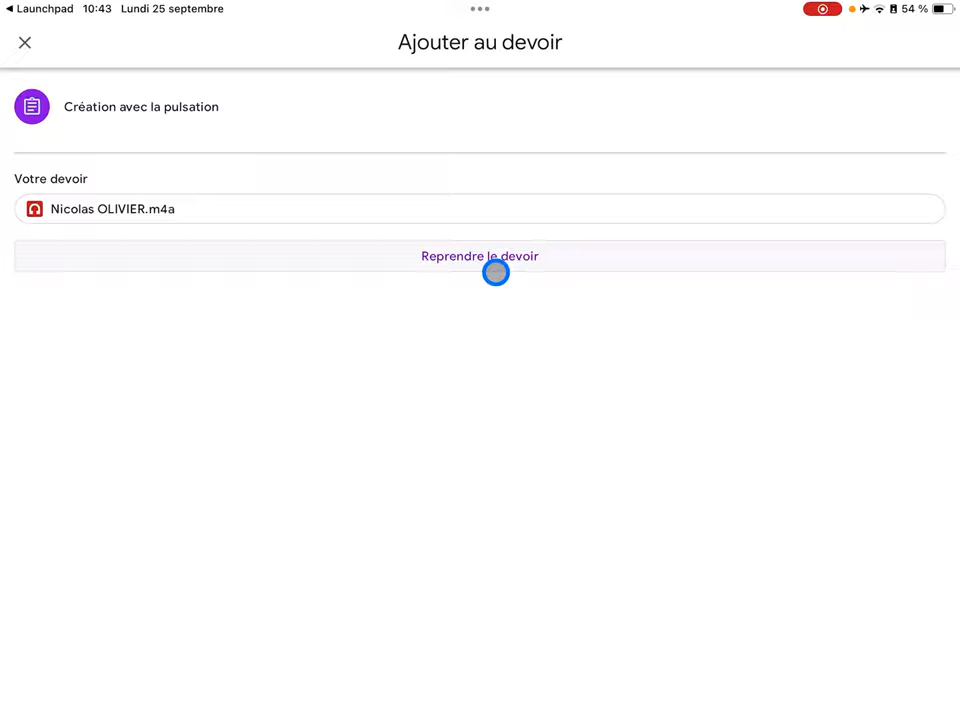 Launchpad 10:43 Lundi 25 septembre 54 %
Ajouter au devoir
Création avec la pulsation
Votre devoir
Nicolas OLIVIER.m4a
Reprendre le devoir